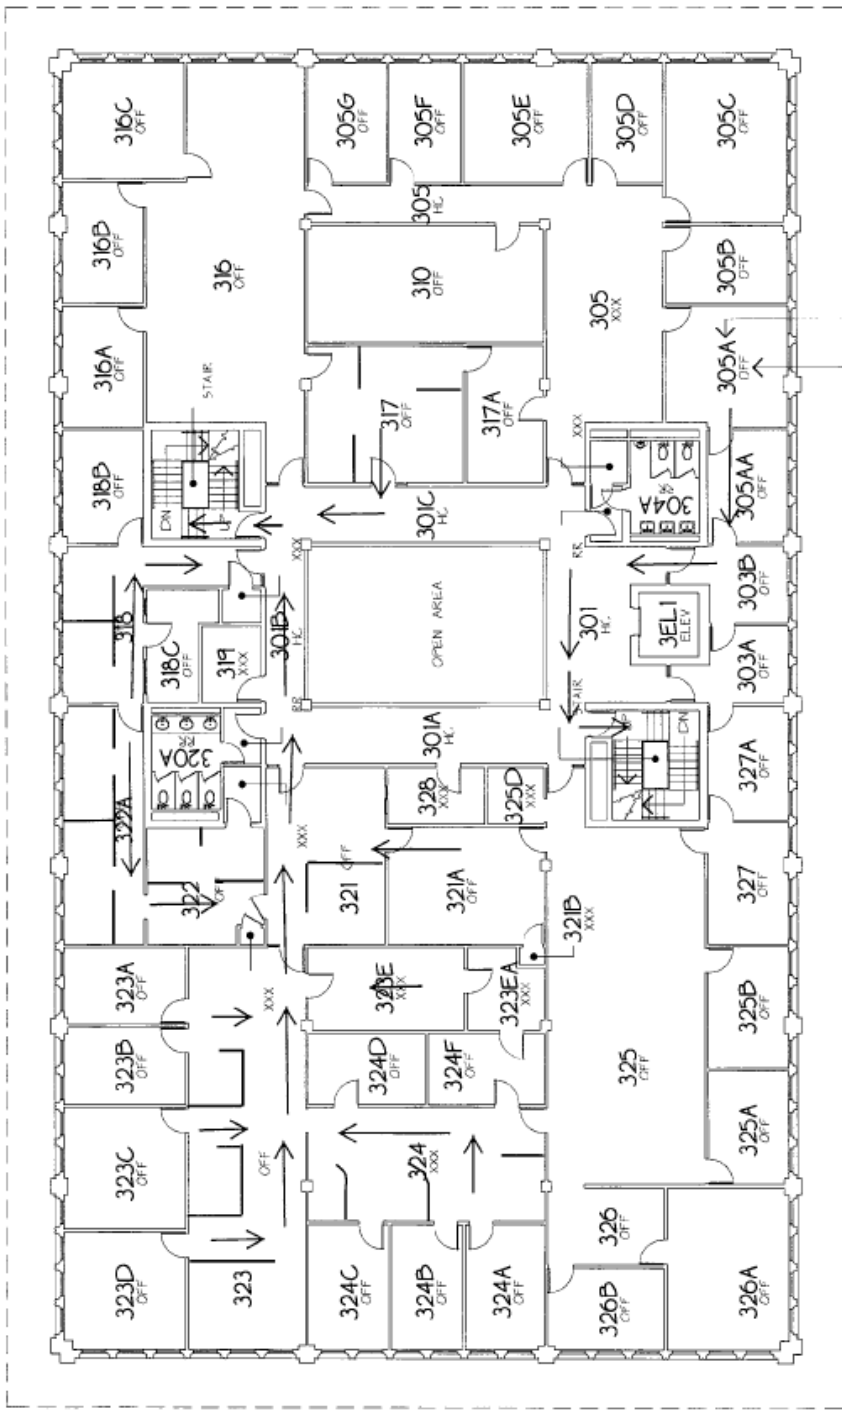 316C
OFF
305G
OFF
305F
OFF
305E
OFF
305D
OFF
305C
OFF
305
HC
316B
OFF
316
OFF
310
OFF
305
XXX
305B
OFF
316A
OFF
305A
OFF
STAIR
317
OFF
317A
OFF
XXX
318B
OFF
DN
UP
301C
HC
304A
RR
305AA
OFF
XXX
RR
318
318C
OFF
319
XXX
301B
HC
OPEN AREA
301
HC
3EL1
ELEV
303B
OFF
303A
OFF
RR
STAIR
320A
RR
301A
HC
UP
DN
327A
OFF
322A
328
XXX
325D
XXX
XXX
322
OFF
321
OFF
321A
OFF
321B
XXX
327
OFF
323A
OFF
XXX
323E
XXX
323EA
XXX
325B
OFF
323B
OFF
324D
OFF
324F
OFF
325
OFF
325A
OFF
323C
OFF
OFF
324
XXX
326
OFF
323D
OFF
323
324C
OFF
324B
OFF
324A
OFF
326B
OFF
326A
OFF